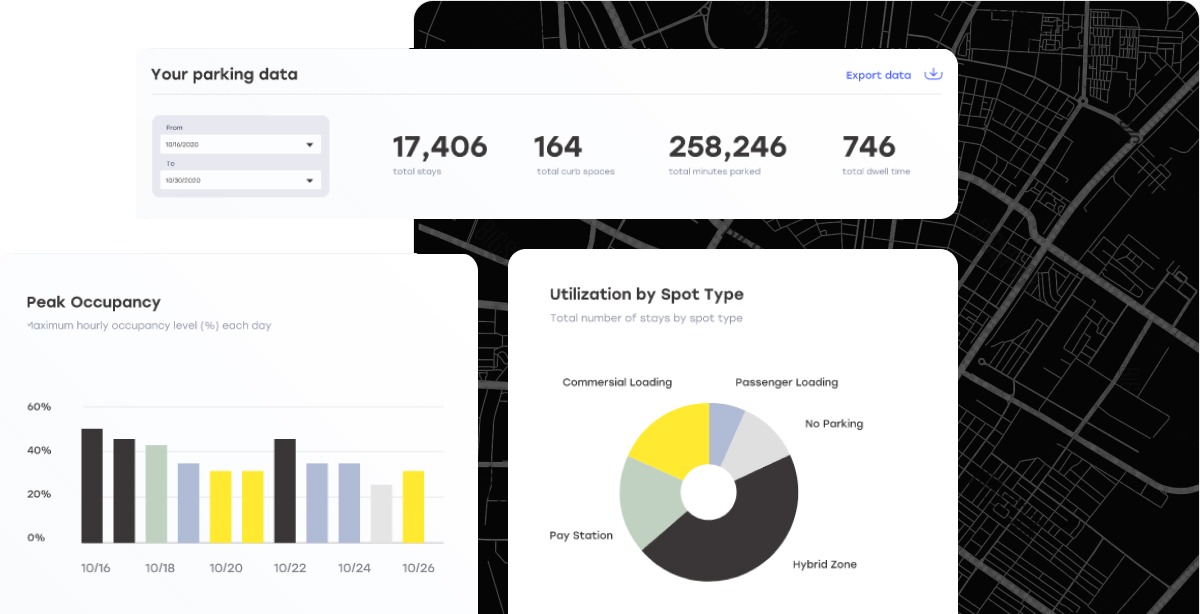 Your parking data
Export data
From
10/16/2020
To
10/30/2020
17,406
total stays
164
total curb spaces
258,246
total minutes parked
746
total dwell time
Peak Occupancy
Maximum hourly occupancy level (%) each day
60%
40%
20%
0%
10/16
10/18
10/20
10/22
10/24
10/26
Utilization by Spot Type
Total number of stays by spot type
Commersial Loading
Passenger Loading
No Parking
Pay Station
Hybrid Zone